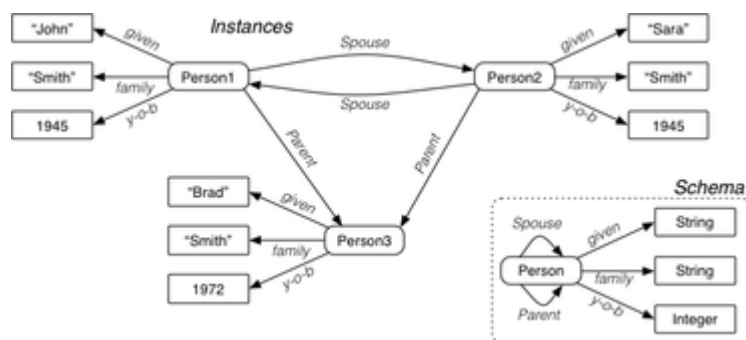 Instances
"John"
given
"Smith"
family
1945
y-o-b
Person1
Spouse
Spouse
Person2
given
"Sara"
family
"Smith"
y-o-b
1945
Parent
Parent
"Brad"
given
"Smith"
family
1972
y-o-b
Person3
Schema
Spouse
Person
Parent
given
String
family
String
y-o-b
Integer